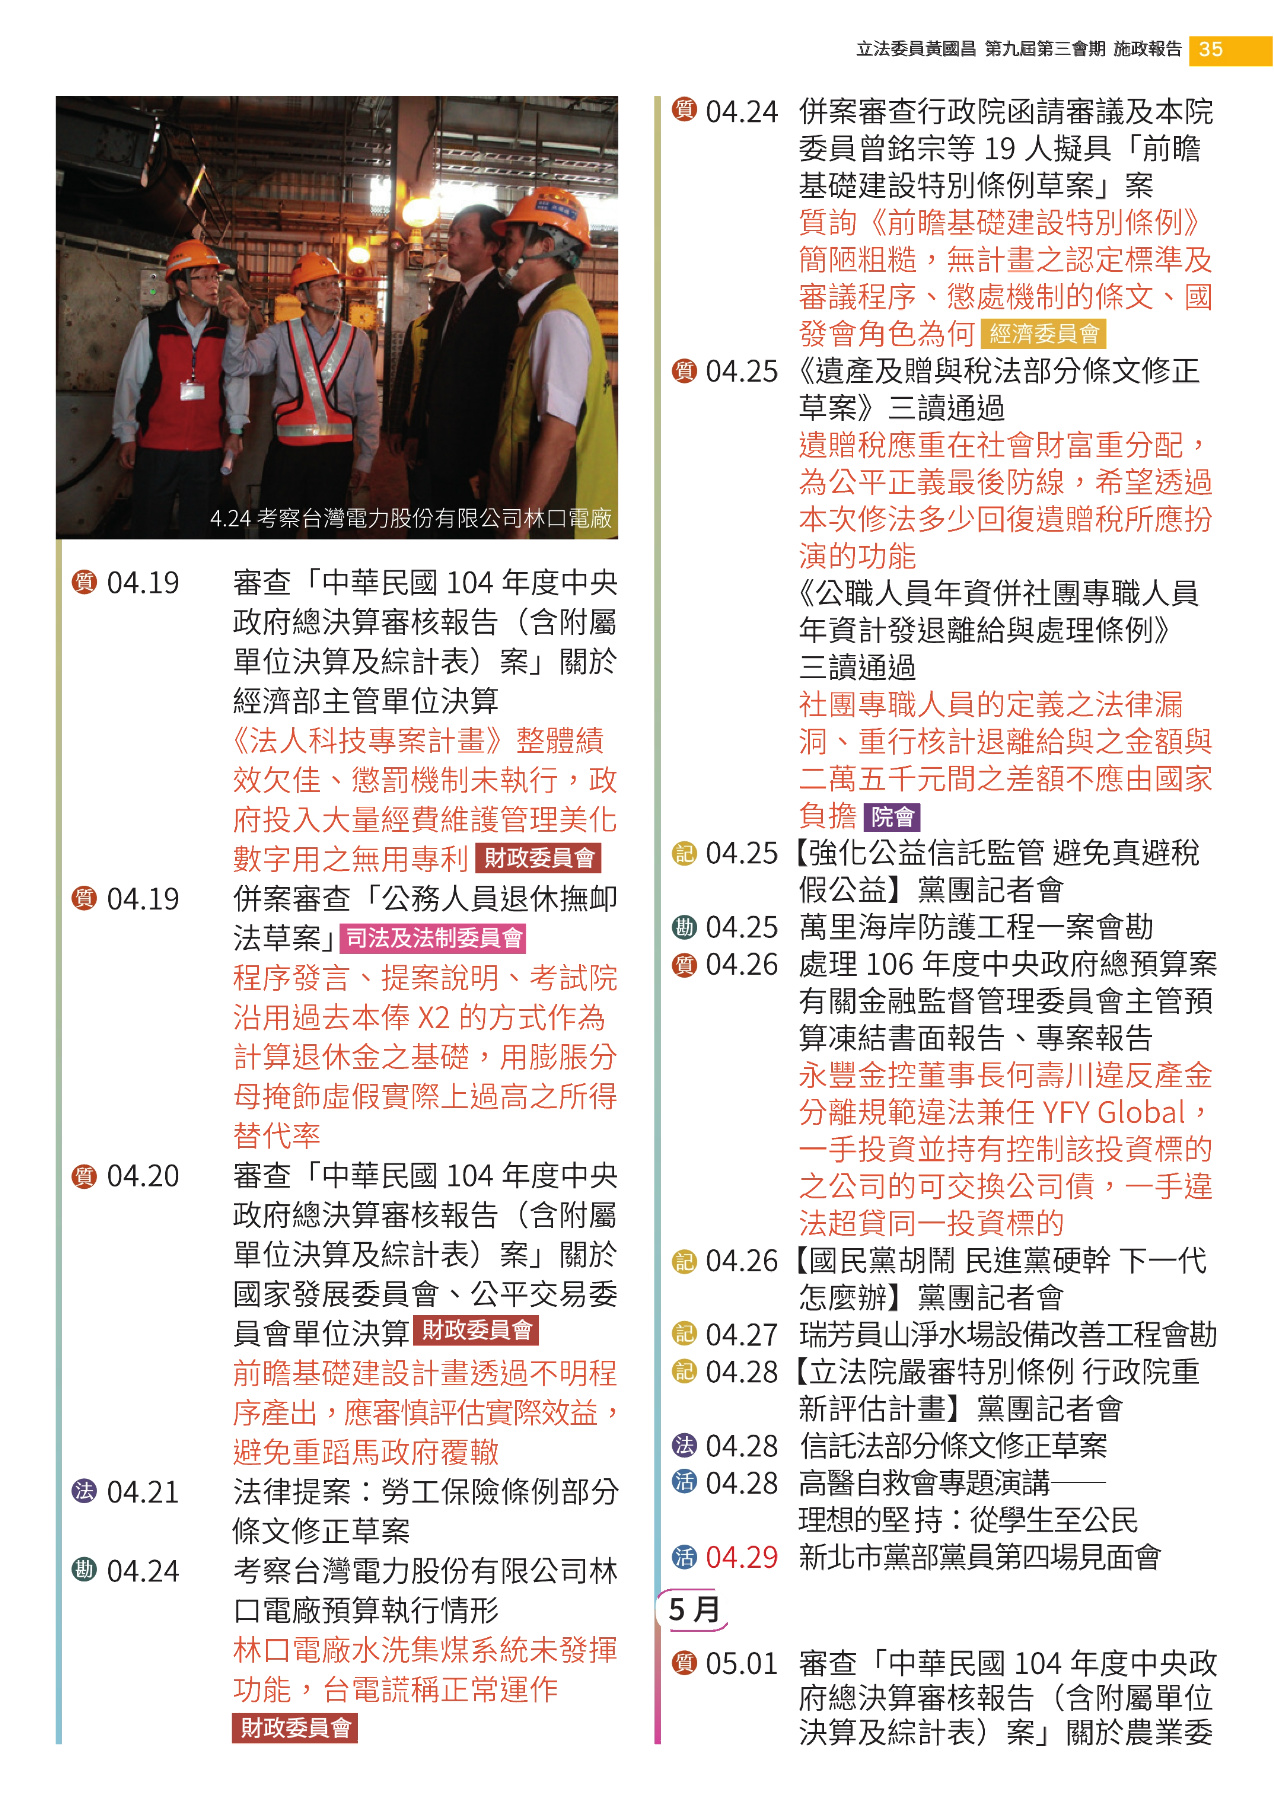 立法委員黃國昌 第九屆第三會期 施政報告 35
4.24 考察台灣電力股份有限公司林口電廠
質 04.19 審查「中華民國 104 年度中央
政府總決算審核報告（含附屬
單位決算及綜計表）案」關於
經濟部主管單位決算
《法人科技專案計畫》整體績
效欠佳、懲罰機制未執行，政
府投入大量經費維護管理美化
數字用之無用專利 財政委員會
質 04.19 併案審查「公務人員退休撫卹
法草案」司法及法制委員會
程序發言、提案說明、考試院
沿用過去本俸 X2 的方式作為
計算退休金之基礎，用膨脹分
母掩飾虛假實際上過高之所得
替代率
質 04.20 審查「中華民國 104 年度中央
政府總決算審核報告（含附屬
單位決算及綜計表）案」關於
國家發展委員會、公平交易委
員會單位決算 財政委員會
前瞻基礎建設計畫透過不明程
序產出，應審慎評估實際效益，
避免重蹈馬政府覆轍
法 04.21 法律提案：勞工保險條例部分
條文修正草案
勘 04.24 考察台灣電力股份有限公司林
口電廠預算執行情形
林口電廠水洗集煤系統未發揮
功能，台電謊稱正常運作
財政委員會
質 04.24 併案審查行政院函請審議及本院
委員曾銘宗等 19 人擬具「前瞻
基礎建設特別條例草案」案
質詢《前瞻基礎建設特別條例》
簡陋粗糙，無計畫之認定標準及
審議程序、懲處機制的條文、國
發會角色為何 經濟委員會
質 04.25 《遺產及贈與稅法部分條文修正
草案》三讀通過
遺贈稅應重在社會財富重分配，
為公平正義最後防線，希望透過
本次修法多少回復遺贈稅所應扮
演的功能
《公職人員年資併社團專職人員
年資計發退離給與處理條例》
三讀通過
社團專職人員的定義之法律漏
洞、重行核計退離給與之金額與
二萬五千元間之差額不應由國家
負擔 院會
記 04.25 【強化公益信託監管 避免真避稅
假公益】黨團記者會
勘 04.25 萬里海岸防護工程一案會勘
質 04.26 處理 106 年度中央政府總預算案
有關金融監督管理委員會主管預
算凍結書面報告、專案報告
永豐金控董事長何壽川違反產金
分離規範違法兼任 YFY Global，
一手投資並持有控制該投資標的
之公司的可交換公司債，一手違
法超貸同一投資標的
記 04.26 【國民黨胡鬧 民進黨硬幹 下一代
怎麼辦】黨團記者會
記 04.27 瑞芳員山淨水場設備改善工程會勘
記 04.28 【立法院嚴審特別條例 行政院重
新評估計畫】黨團記者會
法 04.28 信託法部分條文修正草案
活 04.28 高醫自救會專題演講——
理想的堅持：從學生至公民
活 04.29 新北市黨部黨員第四場見面會
5 月
質 05.01 審查「中華民國 104 年度中央政
府總決算審核報告（含附屬單位
決算及綜計表）案」關於農業委